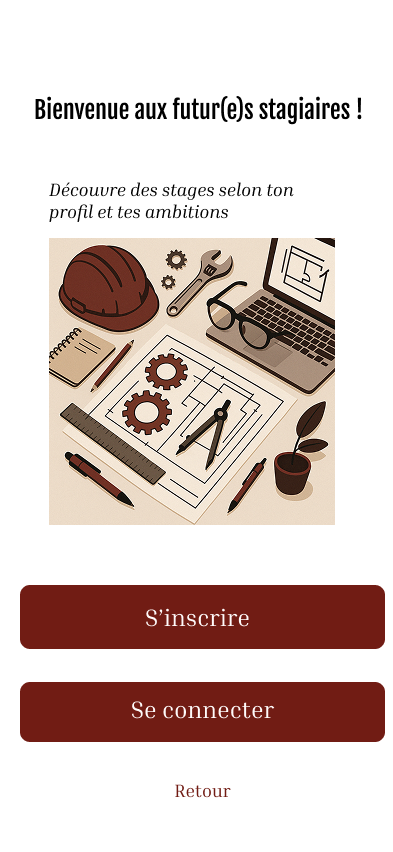 Bienvenue aux futur(e)s stagiaires !
Découvre des stages selon ton
profil et tes ambitions
S’inscrire
Se connecter
Retour